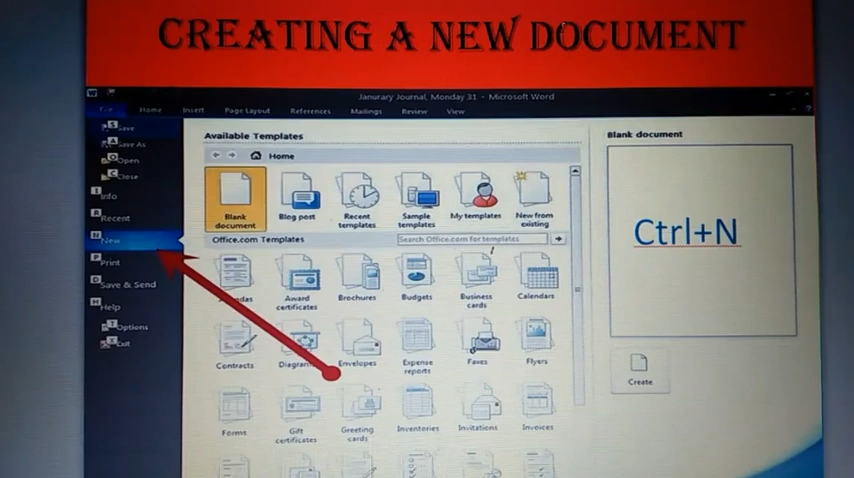 CREATING A NEW DOCUMENT
Janurary Journal, Monday 31 - Microsoft Word
File Home Insert Page Layout References Mailings Review View
S Save
A Save As
O Open
C Close
I Info
R Recent
N New
P Print
D Save & Send
H Help
T Options
Exit
Available Templates
Home
Blank document
Blog post
Recent templates
Sample templates
My templates
New from existing
Office.com Templates
Search Office.com for templates
Agendas
Award certificates
Brochures
Budgets
Business cards
Calendars
Contracts
Diagrams
Envelopes
Expense reports
Faxes
Flyers
Forms
Gift certificates
Greeting cards
Inventories
Invitations
Invoices
Blank document
Ctrl+N
Create